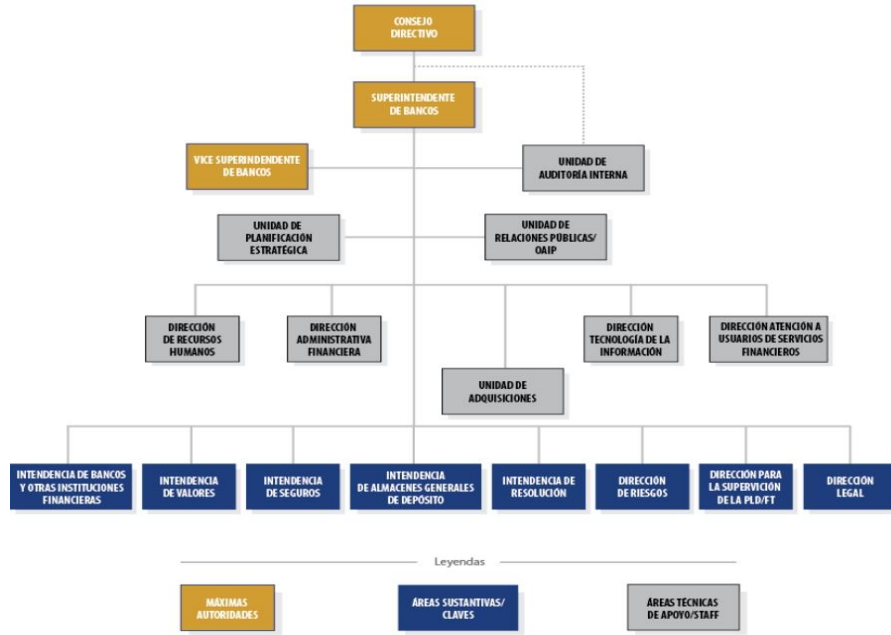 CONSEJO
DIRECTIVO
SUPERINTENDENTE
DE BANCOS
VICE SUPERINDENDENTE
DE BANCOS
UNIDAD DE
AUDITORÍA INTERNA
UNIDAD DE
PLANIFICACIÓN
ESTRATÉGICA
UNIDAD DE
RELACIONES PÚBLICAS/
OAIP
DIRECCIÓN
DE RECURSOS
HUMANOS
DIRECCIÓN
ADMINISTRATIVA
FINANCIERA
UNIDAD DE
ADQUISICIONES
DIRECCIÓN
TECNOLOGÍA DE LA
INFORMACIÓN
DIRECCIÓN ATENCIÓN A
USUARIOS DE SERVICIOS
FINANCIEROS
INTENDENCIA DE BANCOS
Y OTRAS INSTITUCIONES
FINANCIERAS
INTENDENCIA
DE VALORES
INTENDENCIA
DE SEGUROS
INTENDENCIA
DE ALMACENES GENERALES
DE DEPÓSITO
INTENDENCIA DE
RESOLUCIÓN
DIRECCIÓN
DE RIESGOS
DIRECCIÓN PARA
LA SUPERVICIÓN
DE LA PLD/FT
DIRECCIÓN
LEGAL
Leyendas
MÁXIMAS
AUTORIDADES
ÁREAS SUSTANTIVAS/
CLAVES
ÁREAS TÉCNICAS
DE APOYO/STAFF